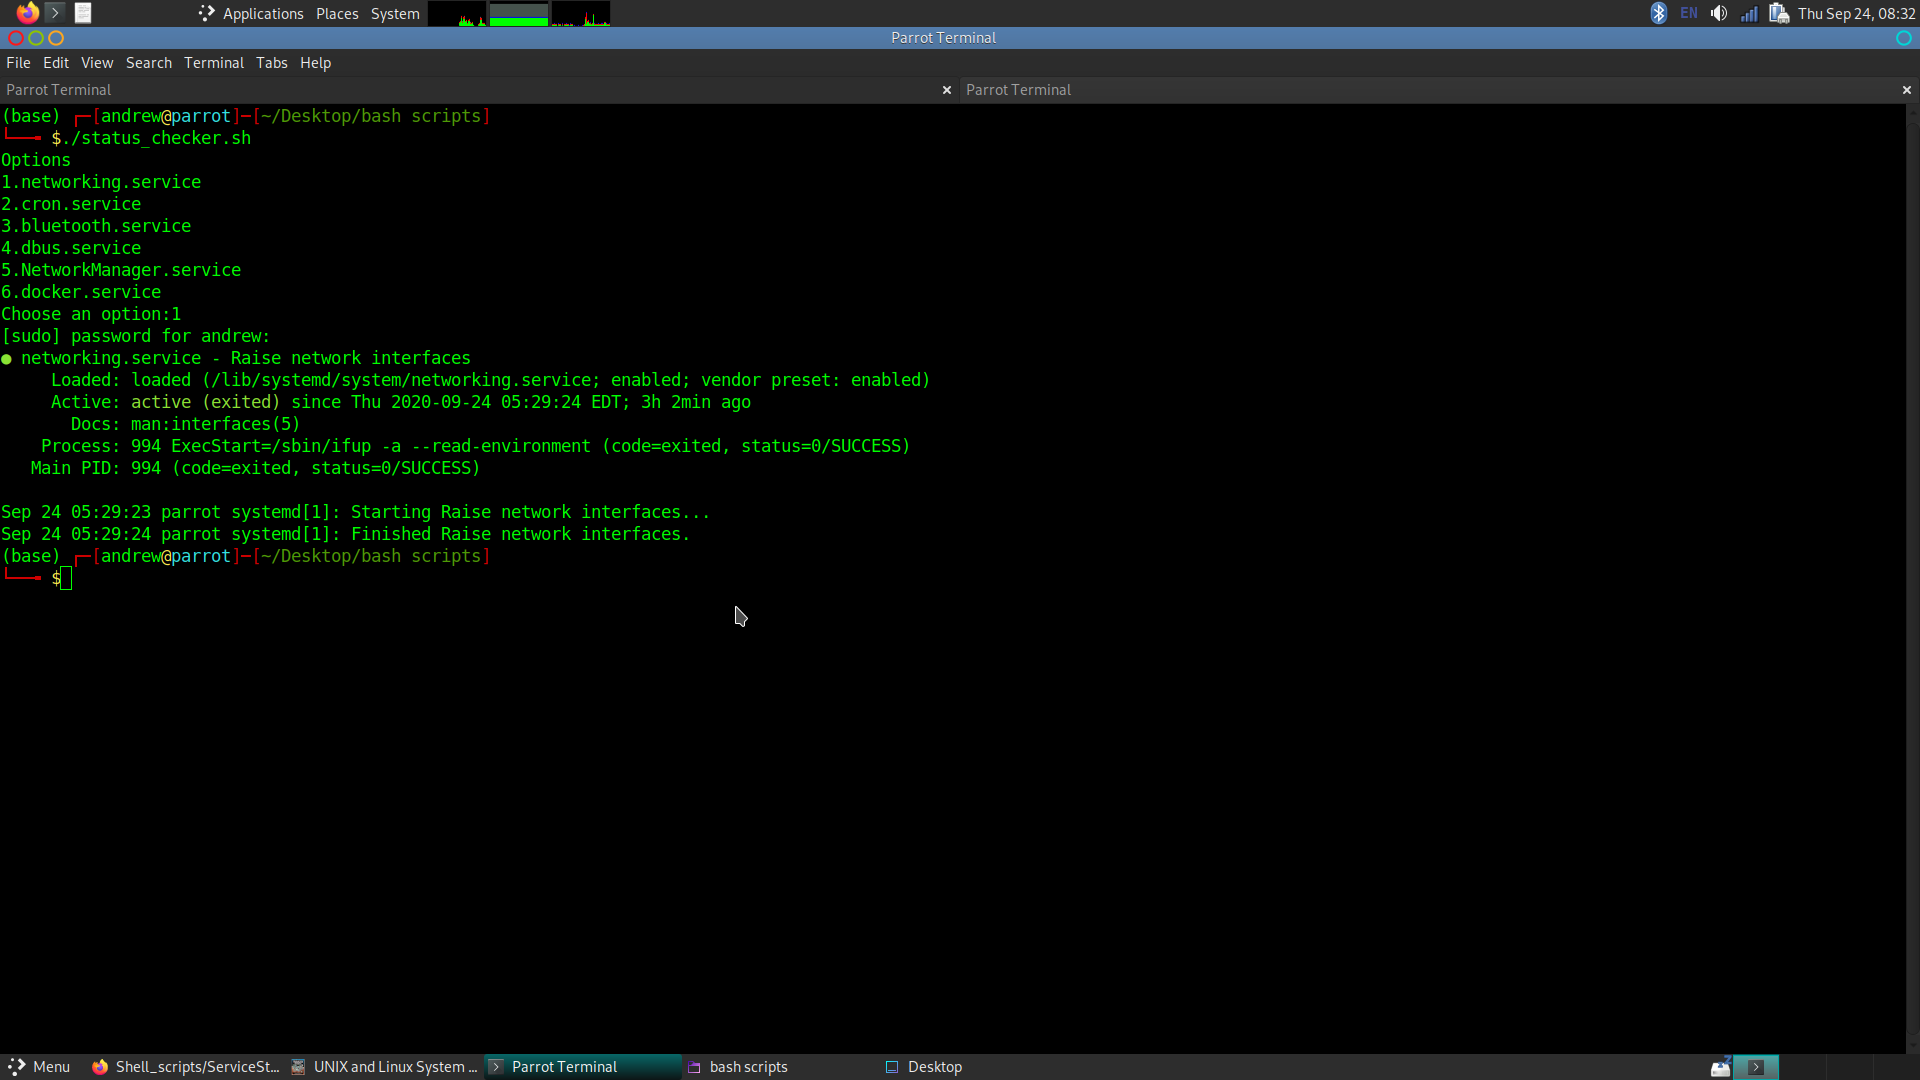 Applications Places System EN Thu Sep 24, 08:32
Parrot Terminal
File Edit View Search Terminal Tabs Help
Parrot Terminal × Parrot Terminal ×
(base) ┌─[andrew@parrot]─[~/Desktop/bash scripts]
└──╼ $./status_checker.sh
Options
1.networking.service
2.cron.service
3.bluetooth.service
4.dbus.service
5.NetworkManager.service
6.docker.service
Choose an option:1
[sudo] password for andrew:
● networking.service - Raise network interfaces
Loaded: loaded (/lib/systemd/system/networking.service; enabled; vendor preset: enabled)
Active: active (exited) since Thu 2020-09-24 05:29:24 EDT; 3h 2min ago
Docs: man:interfaces(5)
Process: 994 ExecStart=/sbin/ifup -a --read-environment (code=exited, status=0/SUCCESS)
Main PID: 994 (code=exited, status=0/SUCCESS)
Sep 24 05:29:23 parrot systemd[1]: Starting Raise network interfaces...
Sep 24 05:29:24 parrot systemd[1]: Finished Raise network interfaces.
(base) ┌─[andrew@parrot]─[~/Desktop/bash scripts]
└──╼ $
Menu Shell_scripts/ServiceSt... UNIX and Linux System ... Parrot Terminal bash scripts Desktop